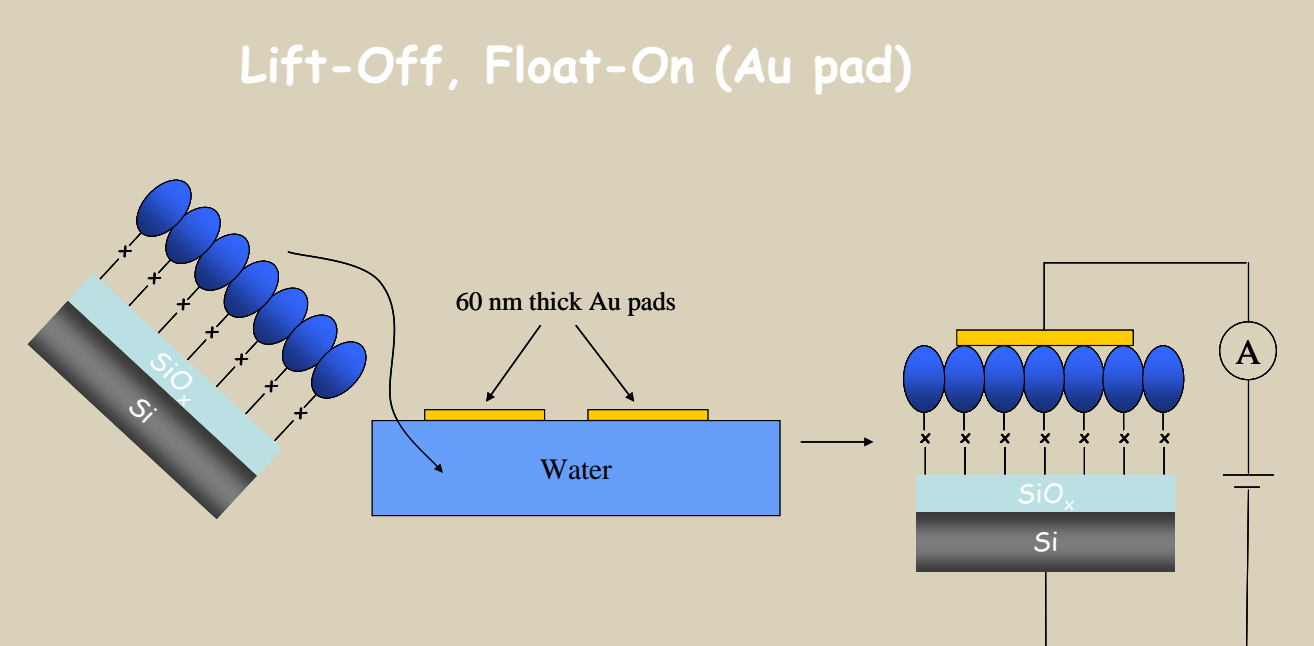 Lift-Off, Float-On (Au pad)
60 nm thick Au pads
SiOx
Si
Water
A
SiOx
Si